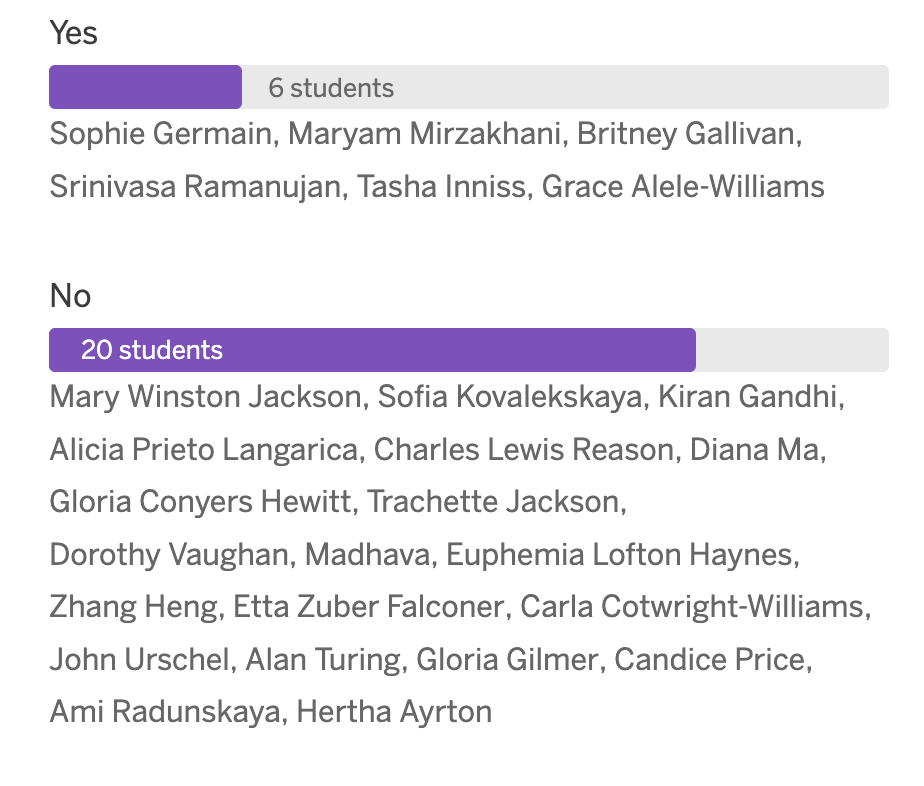 Yes
6 students
Sophie Germain, Maryam Mirzakhani, Britney Gallivan,
Srinivasa Ramanujan, Tasha Inniss, Grace Alele-Williams
No
20 students
Mary Winston Jackson, Sofia Kovalekskaya, Kiran Gandhi,
Alicia Prieto Langarica, Charles Lewis Reason, Diana Ma,
Gloria Conyers Hewitt, Trachette Jackson,
Dorothy Vaughan, Madhava, Euphemia Lofton Haynes,
Zhang Heng, Etta Zuber Falconer, Carla Cotwright-Williams,
John Urschel, Alan Turing, Gloria Gilmer, Candice Price,
Ami Radunskaya, Hertha Ayrton